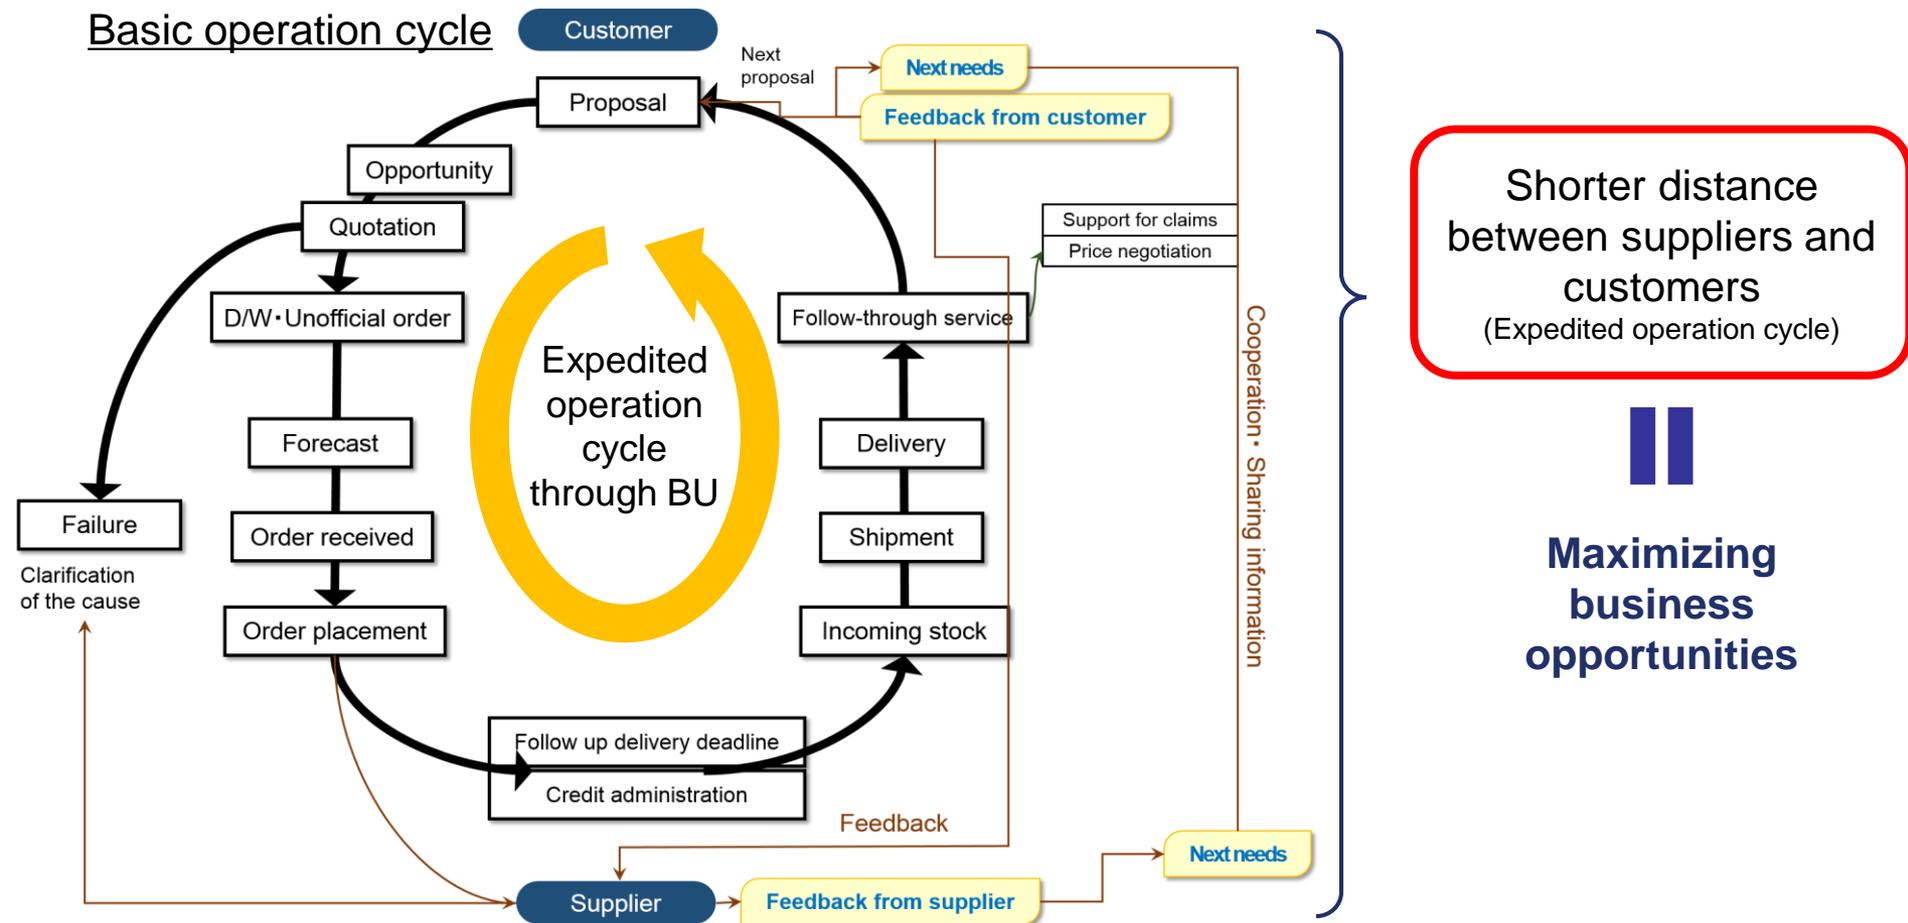 Basic operation cycle
Customer
Next
proposal
Next needs
Proposal
Feedback from customer
Opportunity
Quotation
Support for claims
Price negotiation
D/W・Unofficial order
Follow-through service
Expedited
operation
cycle
through BU
Forecast
Delivery
Failure
Order received
Shipment
Clarification
of the cause
Order placement
Incoming stock
Cooperation・Sharing information
Follow up delivery deadline
Credit administration
Feedback
Next needs
Supplier
Feedback from supplier
Shorter distance
between suppliers and
customers
(Expedited operation cycle)
Maximizing
business
opportunities